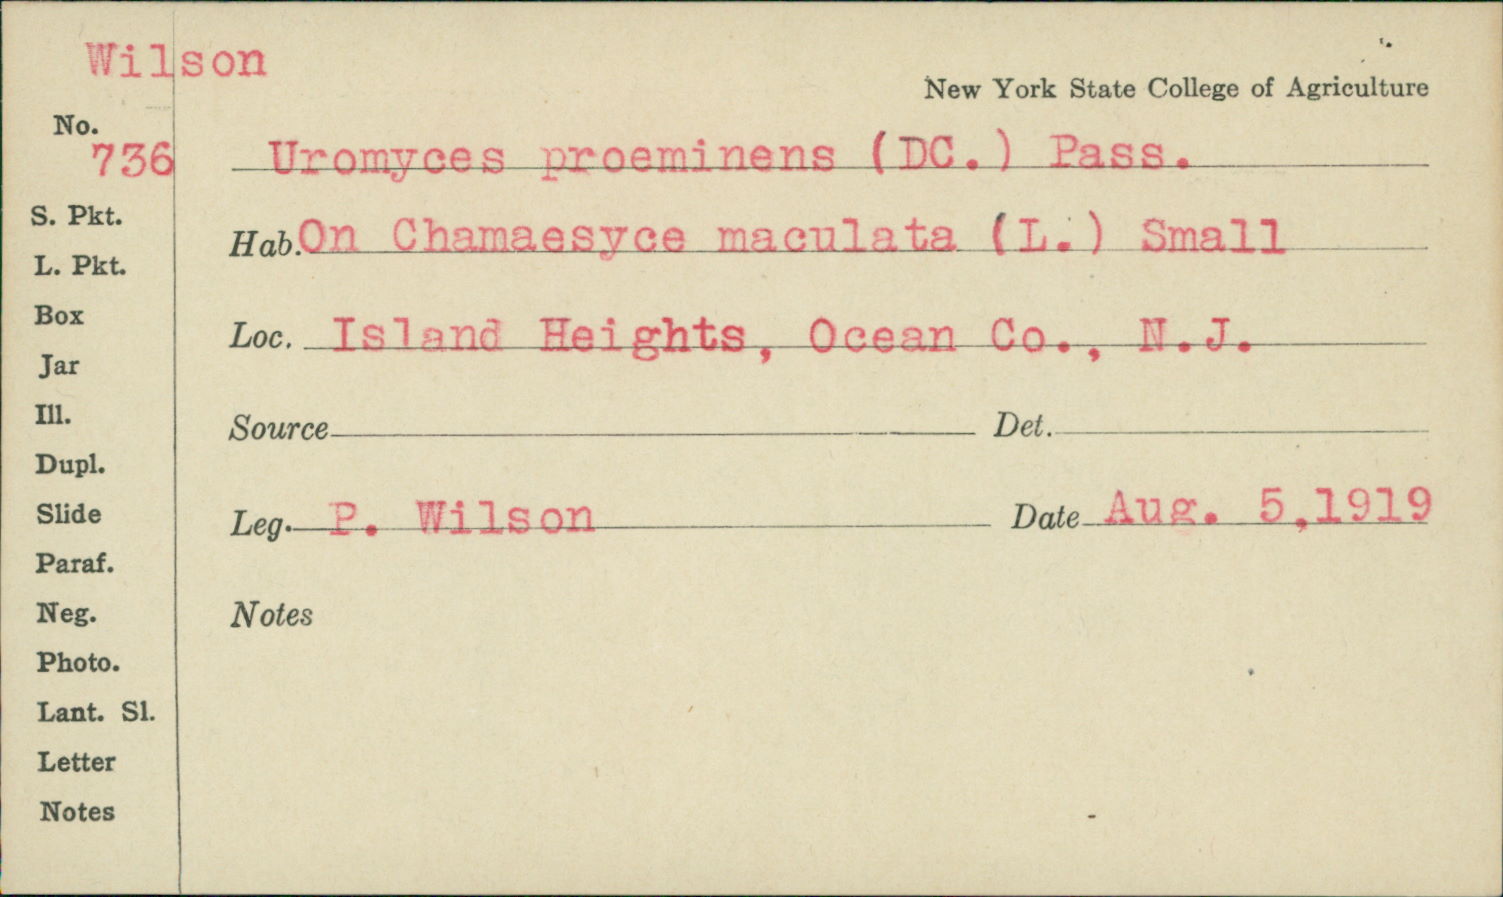 Wilson
New York State College of Agriculture
No.
736 Uromyces proeminens (DC.) Pass.
S. Pkt.
Hab. On Chamaesyce maculata (L.) Small
L. Pkt.
Box
Loc. Island Heights, Ocean Co., N.J.
Jar
Ill.
Source Det.
Dupl.
Slide
Leg. P. Wilson Date Aug. 5,1919
Paraf.
Neg.
Notes
Photo.
Lant. Sl.
Letter
Notes